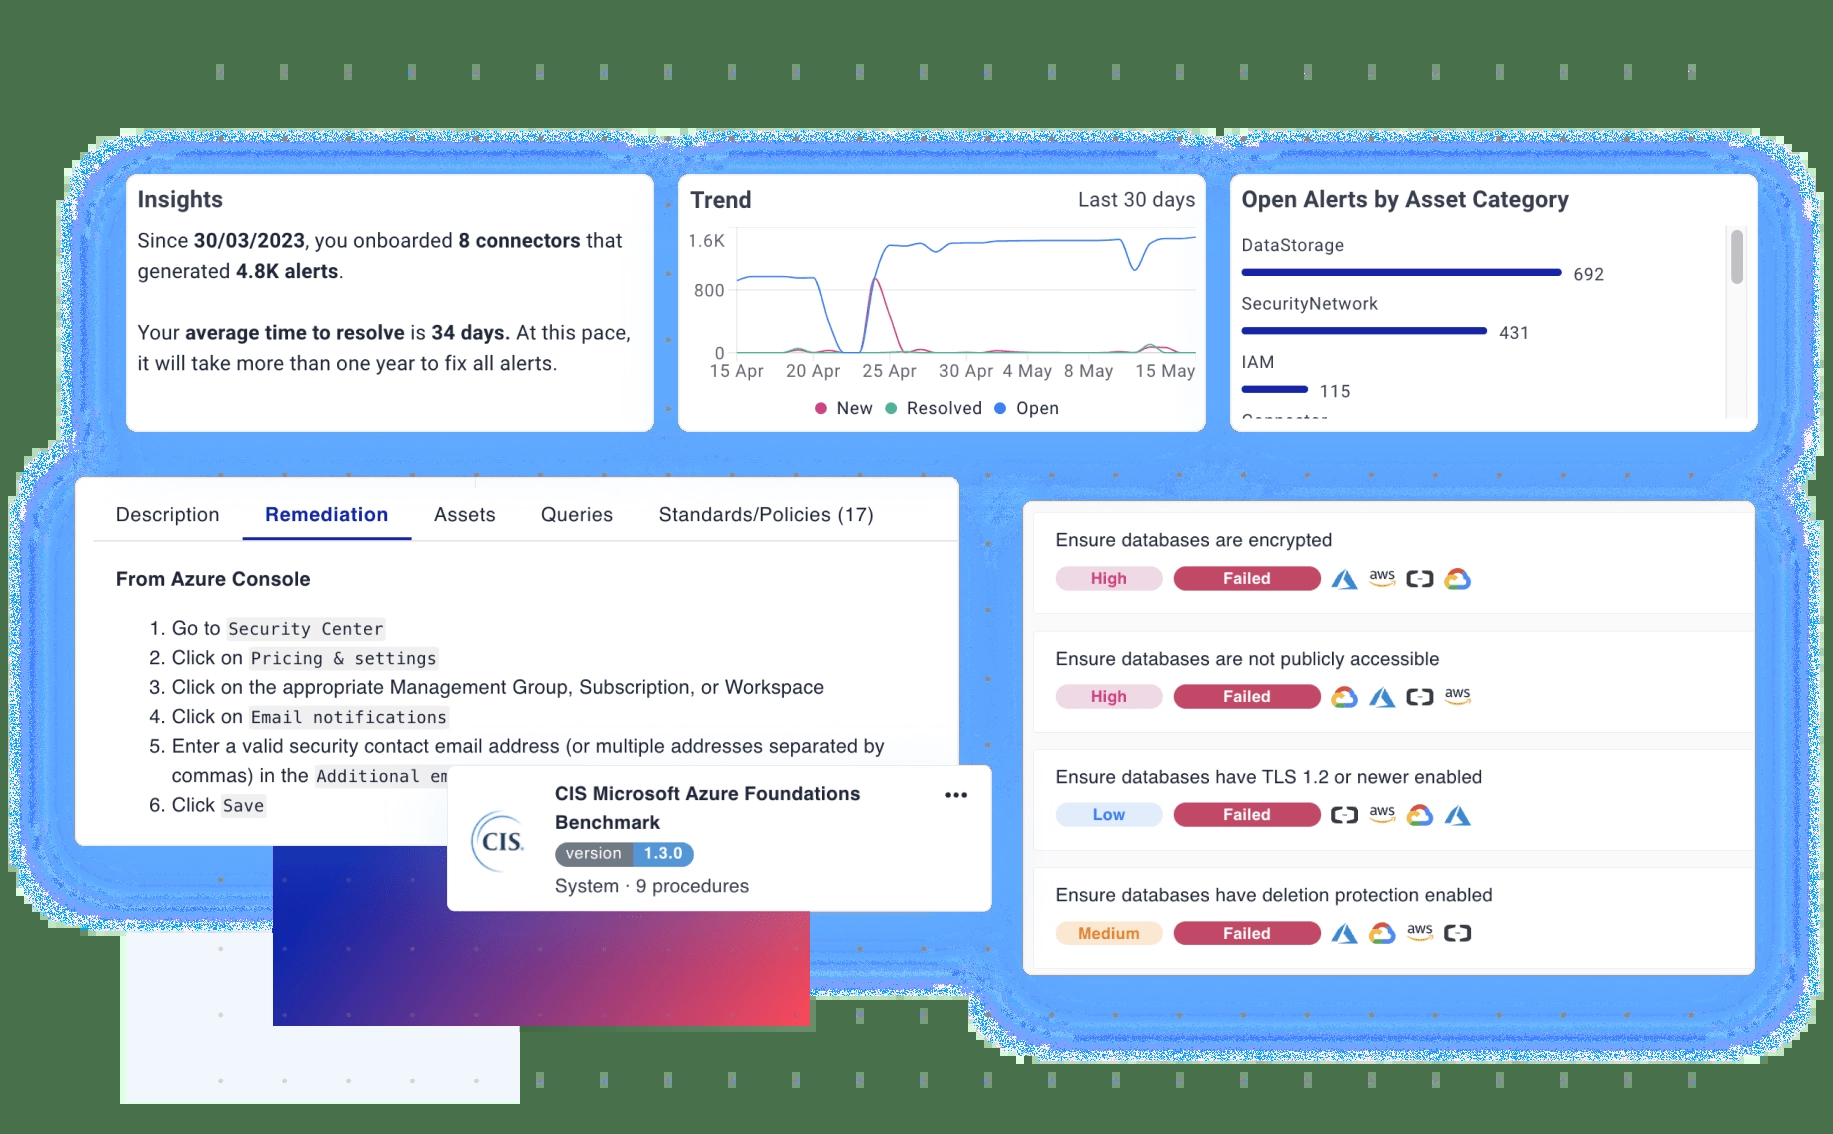 Insights
Since 30/03/2023, you onboarded 8 connectors that
generated 4.8K alerts.
Your average time to resolve is 34 days. At this pace,
it will take more than one year to fix all alerts.
Trend
Last 30 days
1.6K
800
0
15 Apr 20 Apr 25 Apr 30 Apr 4 May 8 May 15 May
New Resolved Open
Open Alerts by Asset Category
DataStorage
692
SecurityNetwork
431
IAM
115
Description Remediation Assets Queries Standards/Policies (17)
From Azure Console
1. Go to Security Center
2. Click on Pricing & settings
3. Click on the appropriate Management Group, Subscription, or Workspace
4. Click on Email notifications
5. Enter a valid security contact email address (or multiple addresses separated by
commas) in the Additional em
6. Click Save
CIS.
CIS Microsoft Azure Foundations
Benchmark
version 1.3.0
System · 9 procedures
Ensure databases are encrypted
High Failed aws
Ensure databases are not publicly accessible
High Failed aws
Ensure databases have TLS 1.2 or newer enabled
Low Failed aws
Ensure databases have deletion protection enabled
Medium Failed aws